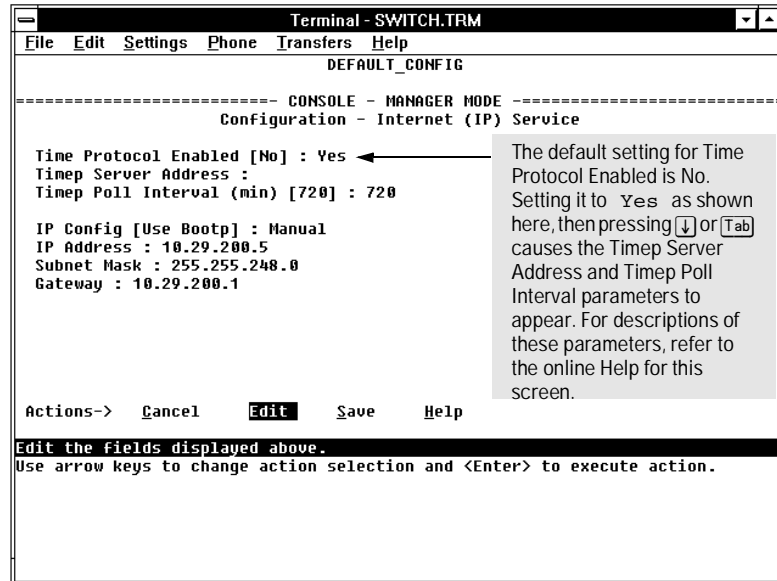 Terminal - SWITCH.TRM
File Edit Settings Phone Transfers Help
DEFAULT_CONFIG
==========================- CONSOLE - MANAGER MODE -==========================
Configuration - Internet (IP) Service
Time Protocol Enabled [No] : Yes
Timep Server Address :
Timep Poll Interval (min) [720] : 720
IP Config [Use Bootp] : Manual
IP Address : 10.29.200.5
Subnet Mask : 255.255.248.0
Gateway : 10.29.200.1
The default setting for Time
Protocol Enabled is No.
Setting it to Yes as shown
here, then pressing ↓ or Tab
causes the Timep Server
Address and Timep Poll
Interval parameters to
appear. For descriptions of
these parameters, refer to
the online Help for this
screen.
Actions-> Cancel Edit Save Help
Edit the fields displayed above.
Use arrow keys to change action selection and <Enter> to execute action.